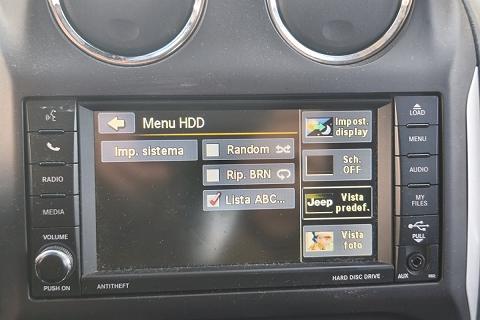 Menu HDD
Imp. sistema
Random
Rip. BRN
Lista ABC...
Impost.
display
Sch.
OFF
Jeep
Vista
predef.
Vista
foto
RADIO
MEDIA
VOLUME
PUSH ON
ANTITHEFT
HARD DISC DRIVE
LOAD
MENU
AUDIO
MY
FILES
PULL
AUX